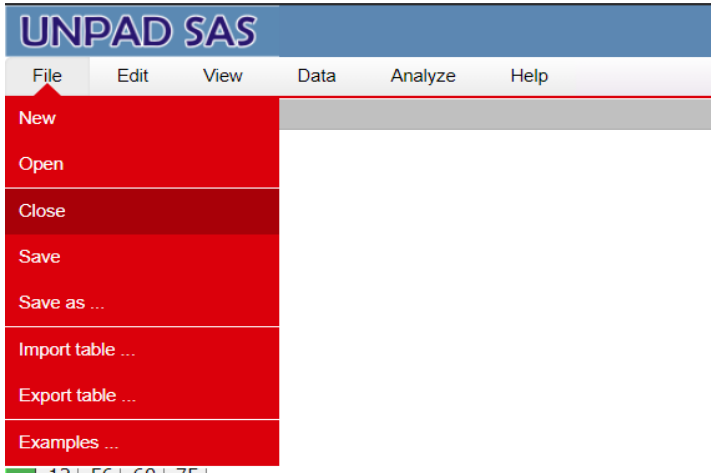 UNPAD SAS
File Edit View Data Analyze Help
New
Open
Close
Save
Save as ...
Import table ...
Export table ...
Examples ...